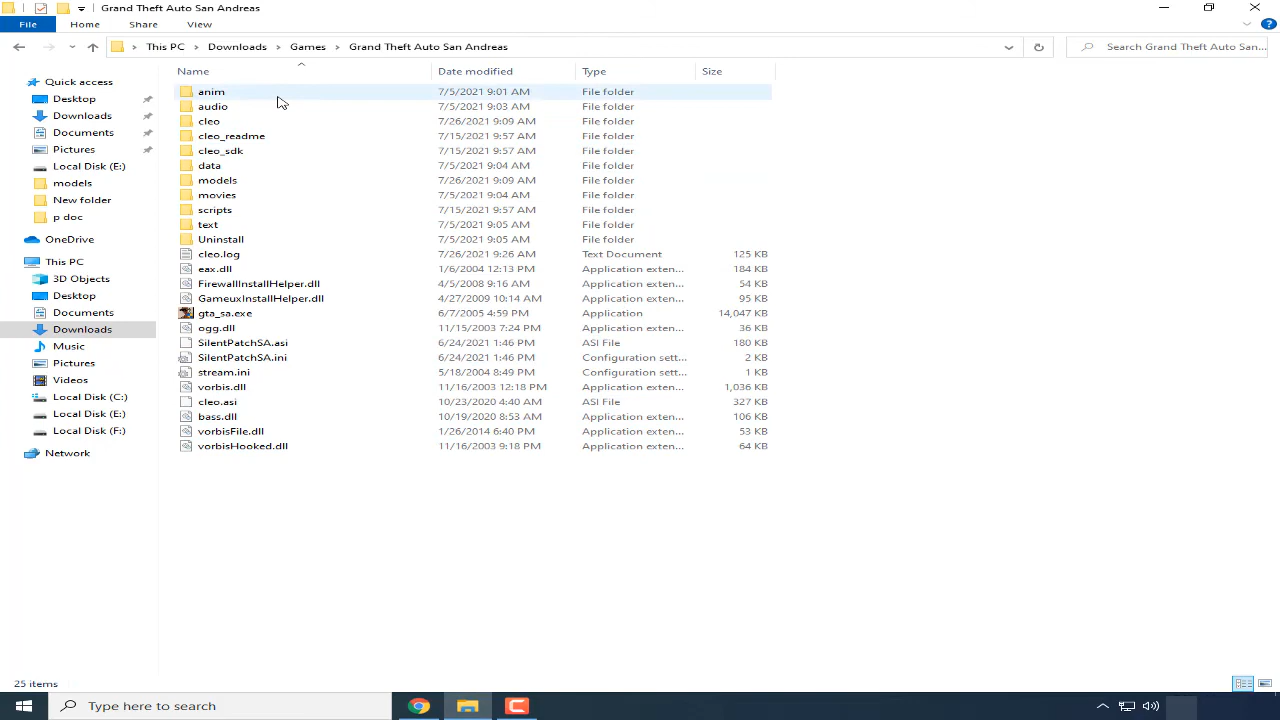 Grand Theft Auto San Andreas
File Home Share View
This PC Downloads Games Grand Theft Auto San Andreas Search Grand Theft Auto San...
Name Date modified Type Size
Quick access
Desktop
Downloads
Documents
Pictures
Local Disk (E:)
models
New folder
p doc
OneDrive
This PC
3D Objects
Desktop
Documents
Downloads
Music
Pictures
Videos
Local Disk (C:)
Local Disk (E:)
Local Disk (F:)
Network
anim 7/5/2021 9:01 AM File folder
audio 7/5/2021 9:03 AM File folder
cleo 7/26/2021 9:09 AM File folder
cleo_readme 7/15/2021 9:57 AM File folder
cleo_sdk 7/15/2021 9:57 AM File folder
data 7/5/2021 9:04 AM File folder
models 7/26/2021 9:09 AM File folder
movies 7/5/2021 9:04 AM File folder
scripts 7/15/2021 9:57 AM File folder
text 7/5/2021 9:05 AM File folder
Uninstall 7/5/2021 9:05 AM File folder
cleo.log 7/26/2021 9:26 AM Text Document 125 KB
eax.dll 1/6/2004 12:13 PM Application exten... 184 KB
FirewallInstallHelper.dll 4/5/2008 9:16 AM Application exten... 54 KB
GameuxInstallHelper.dll 4/27/2009 10:14 AM Application exten... 95 KB
gta_sa.exe 6/7/2005 4:59 PM Application 14,047 KB
ogg.dll 11/15/2003 7:24 PM Application exten... 36 KB
SilentPatchSA.asi 6/24/2021 1:46 PM ASI File 180 KB
SilentPatchSA.ini 6/24/2021 1:46 PM Configuration sett... 2 KB
stream.ini 5/18/2004 8:49 PM Configuration sett... 1 KB
vorbis.dll 11/16/2003 12:18 PM Application exten... 1,036 KB
cleo.asi 10/23/2020 4:40 AM ASI File 327 KB
bass.dll 10/19/2020 8:53 AM Application exten... 106 KB
vorbisFile.dll 1/26/2014 6:40 PM Application exten... 53 KB
vorbisHooked.dll 11/16/2003 9:18 PM Application exten... 64 KB
25 items
Type here to search